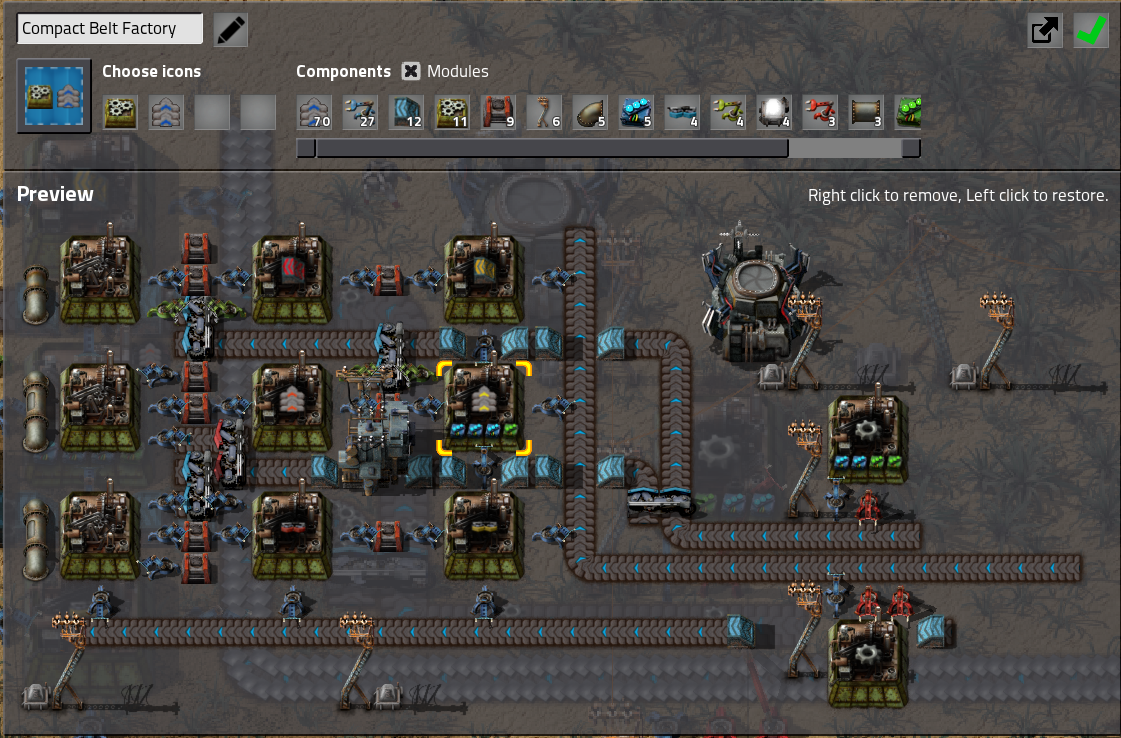 Compact Belt Factory
Choose icons
Components Modules
70 27 12 11 9 6 5 5 4 4 4 3 3
Preview
Right click to remove, Left click to restore.